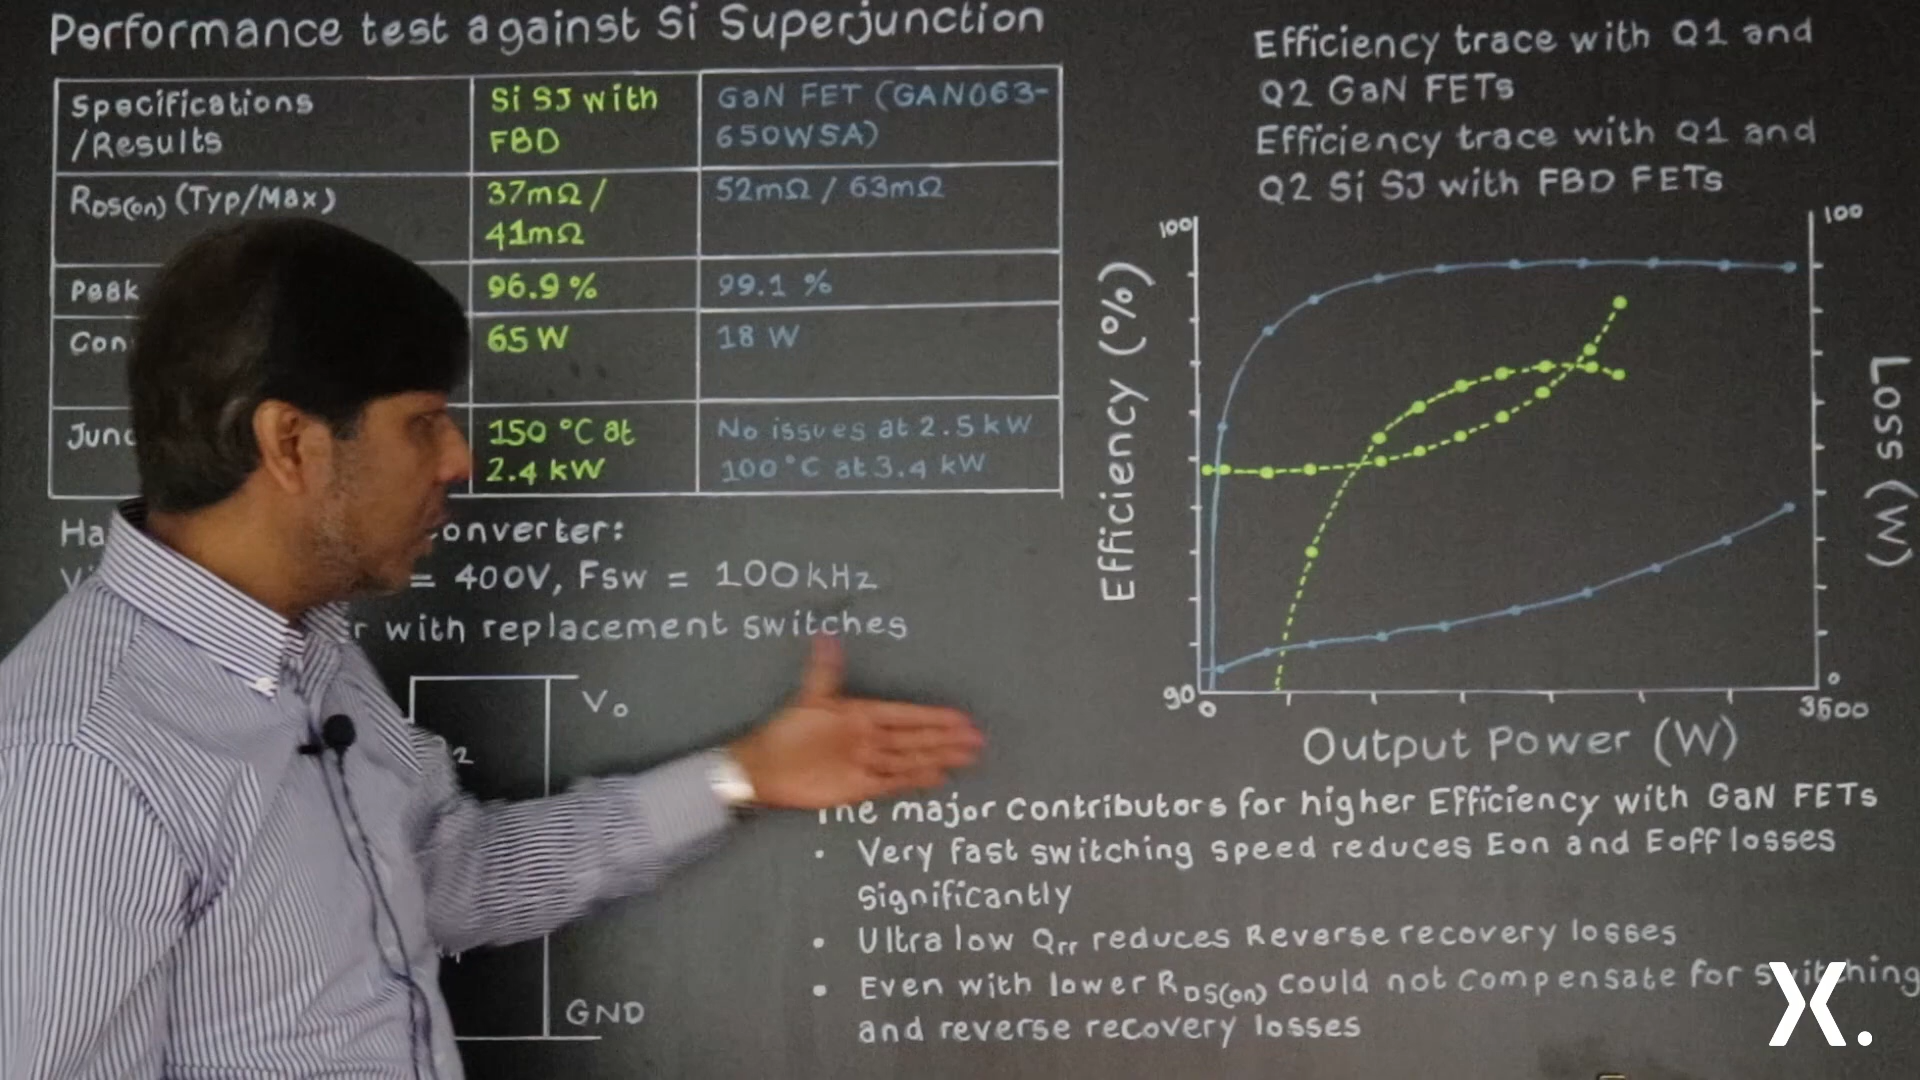 Performance test against Si Superjunction
Specifications
/Results
Si SJ with
FBD
GaN FET (GAN063-
650WSA)
RDS(on) (Typ/Max)
37mΩ /
41mΩ
52mΩ / 63mΩ
Peak
96.9 %
99.1 %
Con
65 W
18 W
Junc
150 °C at
2.4 kW
No issues at 2.5 kW
100°C at 3.4 kW
Ha onverter:
= 400V, Fsw = 100kHz
r with replacement switches
Vo
2
GND
Efficiency trace with Q1 and
Q2 GaN FETs
Efficiency trace with Q1 and
Q2 Si SJ with FBD FETs
100
100
Efficiency (%)
Loss (W)
90
0
0
3500
Output Power (W)
The major contributors for higher Efficiency with GaN FETs
• Very fast switching speed reduces Eon and Eoff losses
significantly
• Ultra low Qrr reduces Reverse recovery losses
• Even with lower RDS(on) could not compensate for switching
and reverse recovery losses
X.